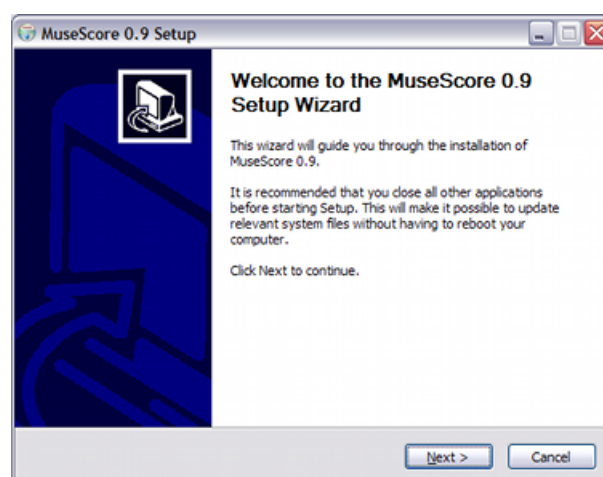 MuseScore 0.9 Setup
Welcome to the MuseScore 0.9
Setup Wizard
This wizard will guide you through the installation of
MuseScore 0.9.
It is recommended that you close all other applications
before starting Setup. This will make it possible to update
relevant system files without having to reboot your
computer.
Click Next to continue.
Next >
Cancel